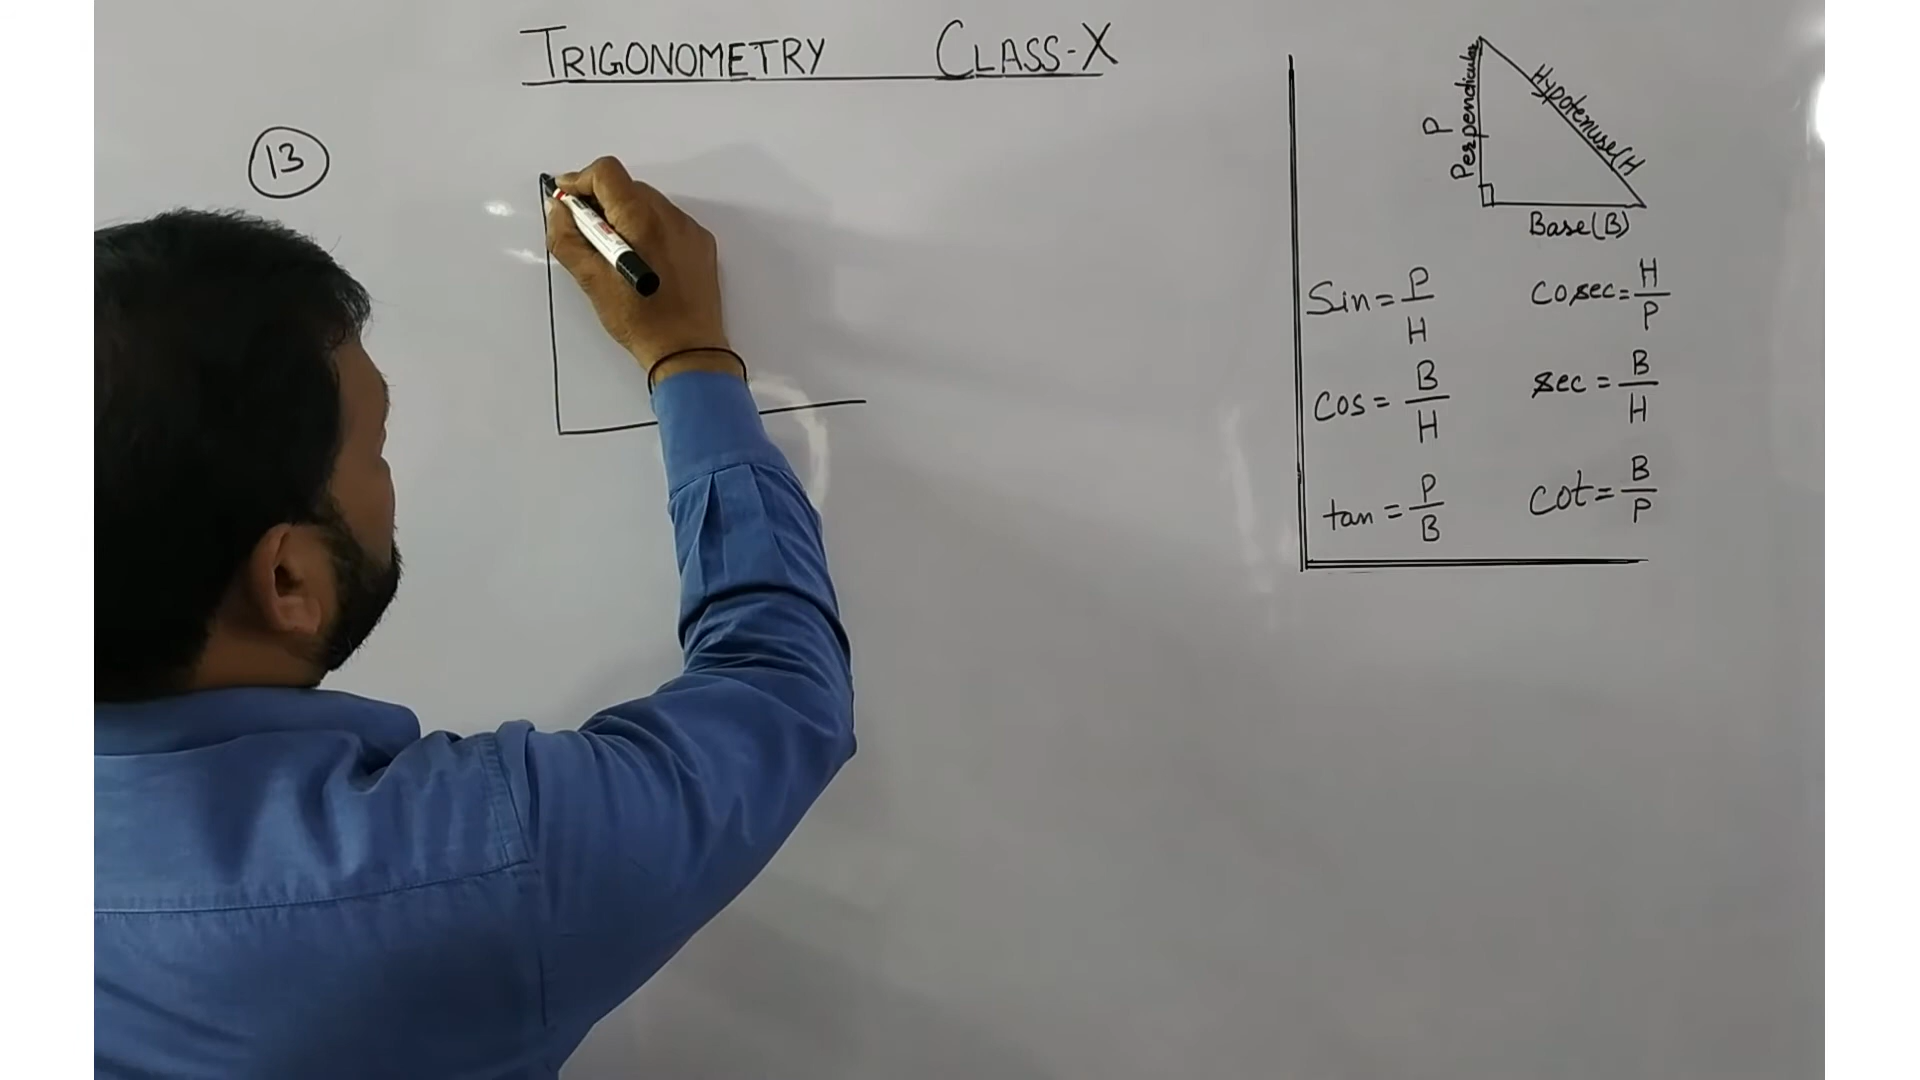 TRIGONOMETRY CLASS-X
13
P
Perpendicular
Hypotenuse(H
Base(B)
Sin = P/H
cosec = H/P
cos = B/H
sec = B/H
tan = P/B
cot = B/P